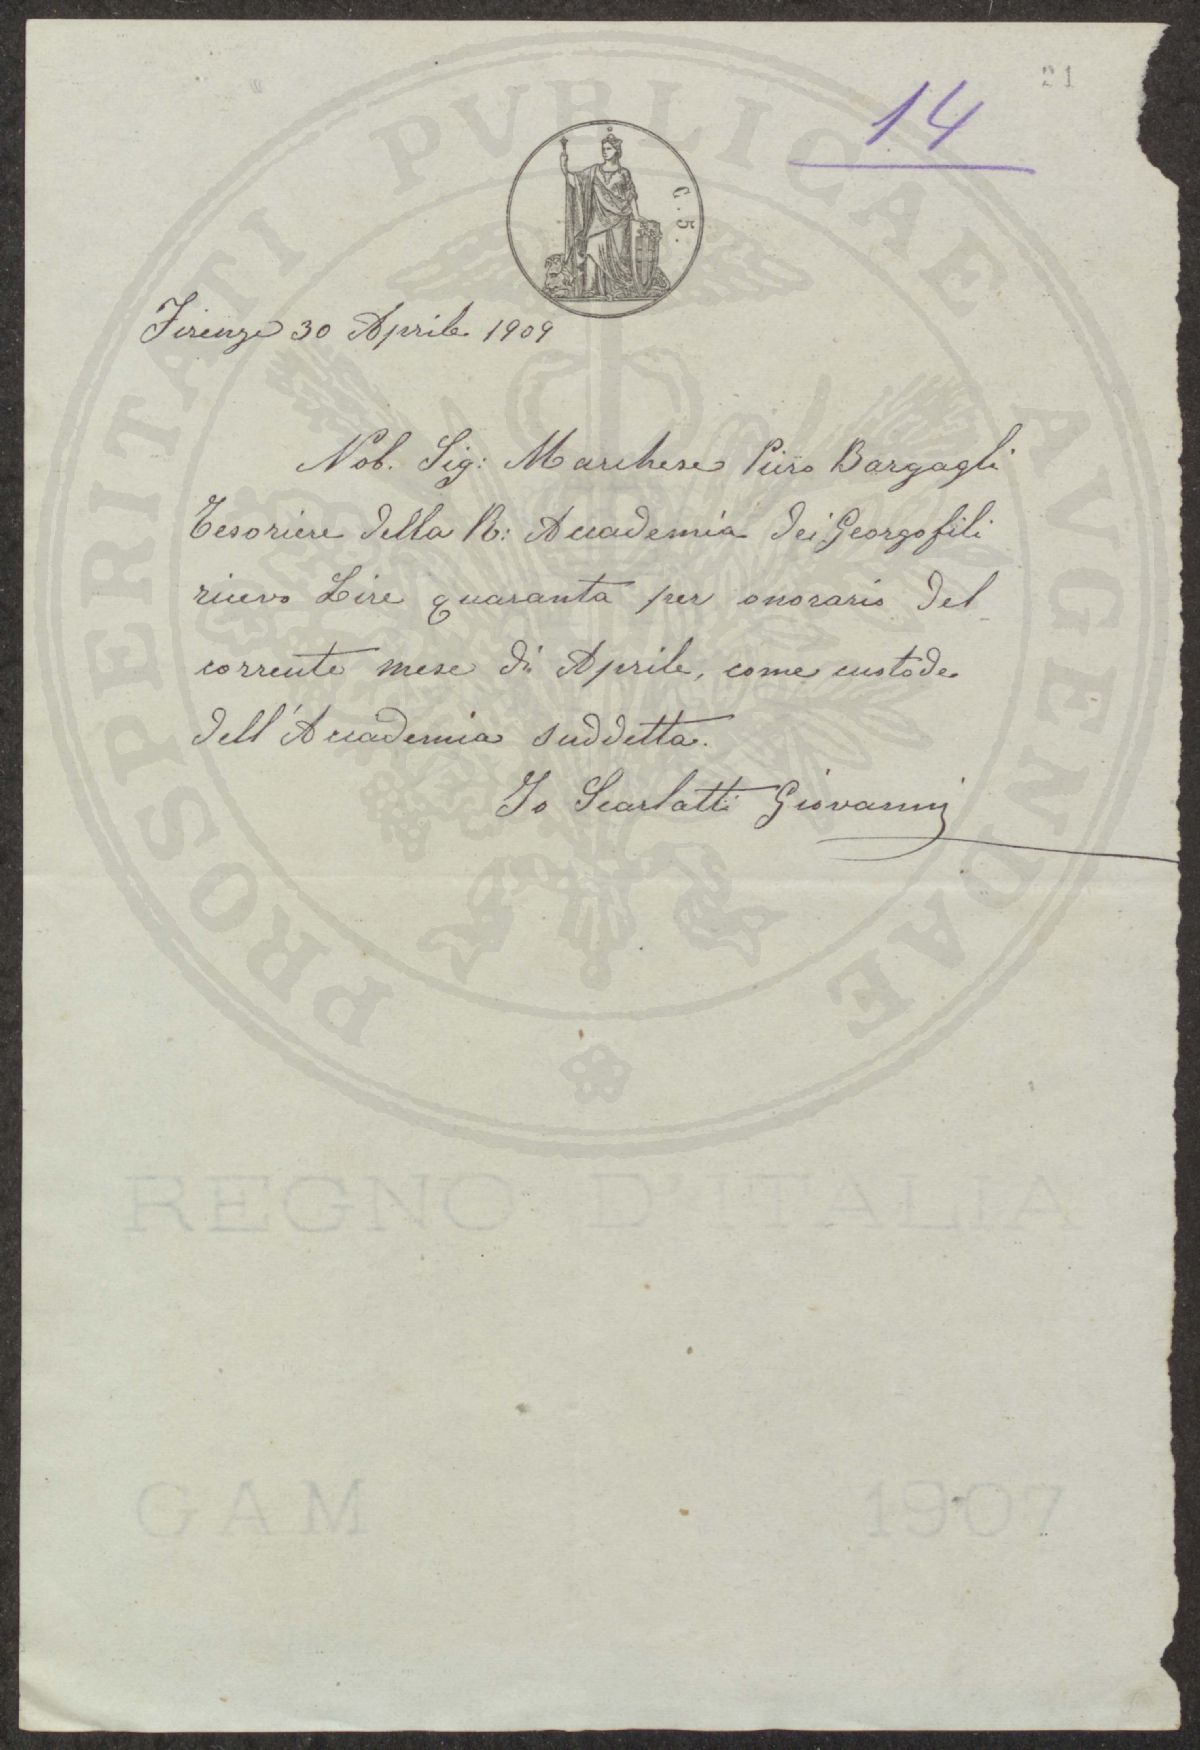 21
14
C. 5.
Firenze 30 Aprile 1909
Nob. Sig: Marchese Piero Bargagli
Tesoriere della R: Accademia dei Georgofili
ricevo Lire quaranta per onorario del
corrente mese di Aprile, come custode
dell'Accademia suddetta.
Io Scarlatti Giovanni
PROSPERITATI PVBLICAE AVGENDAE
REGNO D'ITALIA
GAM 1907